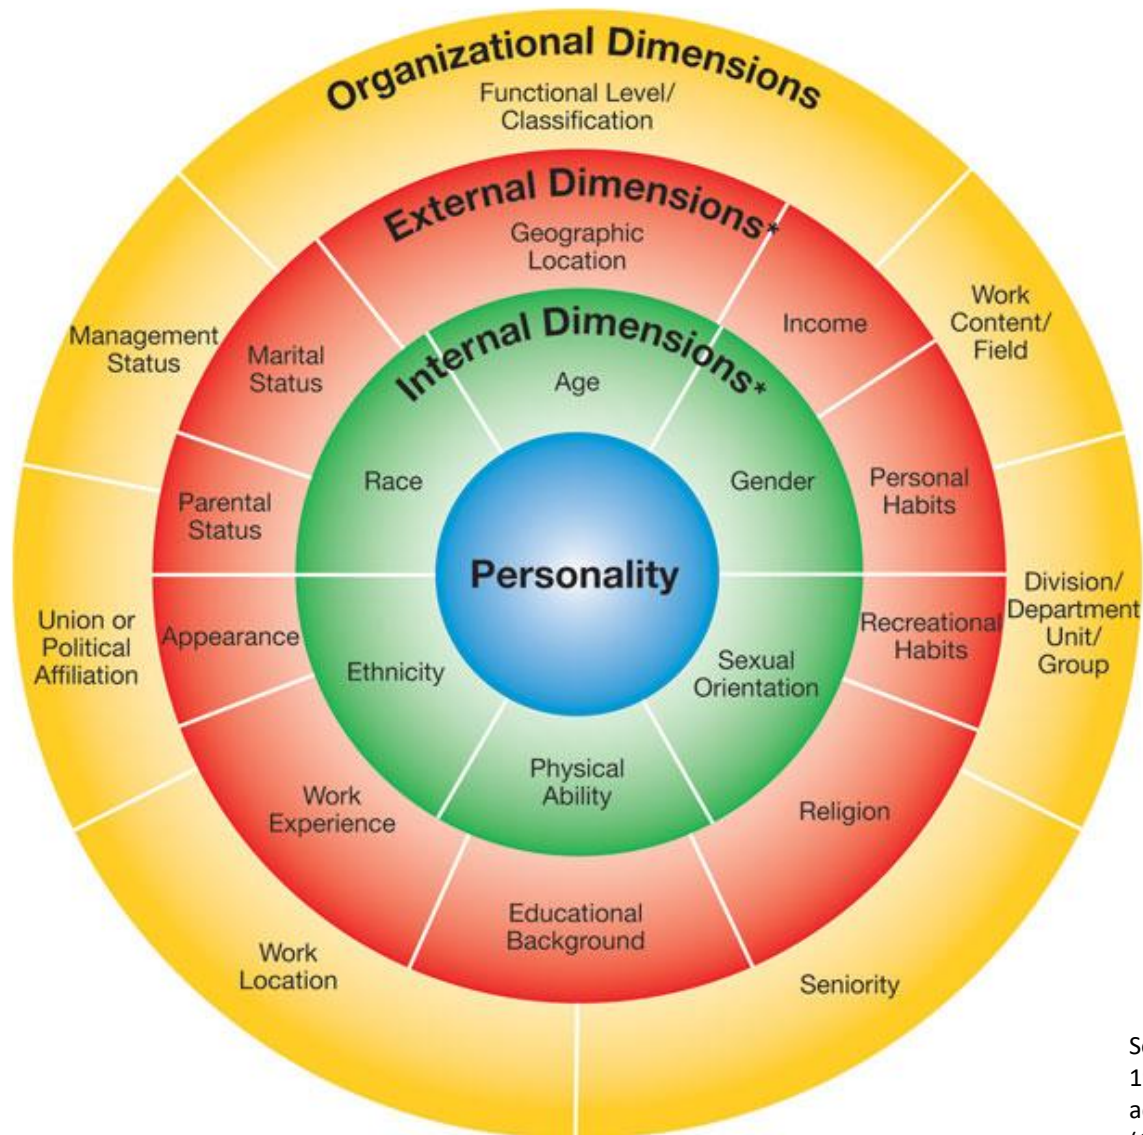 Organizational Dimensions
Functional Level/
Classification
External Dimensions*
Geographic
Location
Internal Dimensions*
Age
Income
Work
Content/
Field
Management
Status
Marital
Status
Race
Gender
Personal
Habits
Parental
Status
Personality
Division/
Department
Unit/
Group
Union or
Political
Affiliation
Appearance
Ethnicity
Sexual
Orientation
Recreational
Habits
Physical
Ability
Work
Experience
Religion
Educational
Background
Work
Location
Seniority